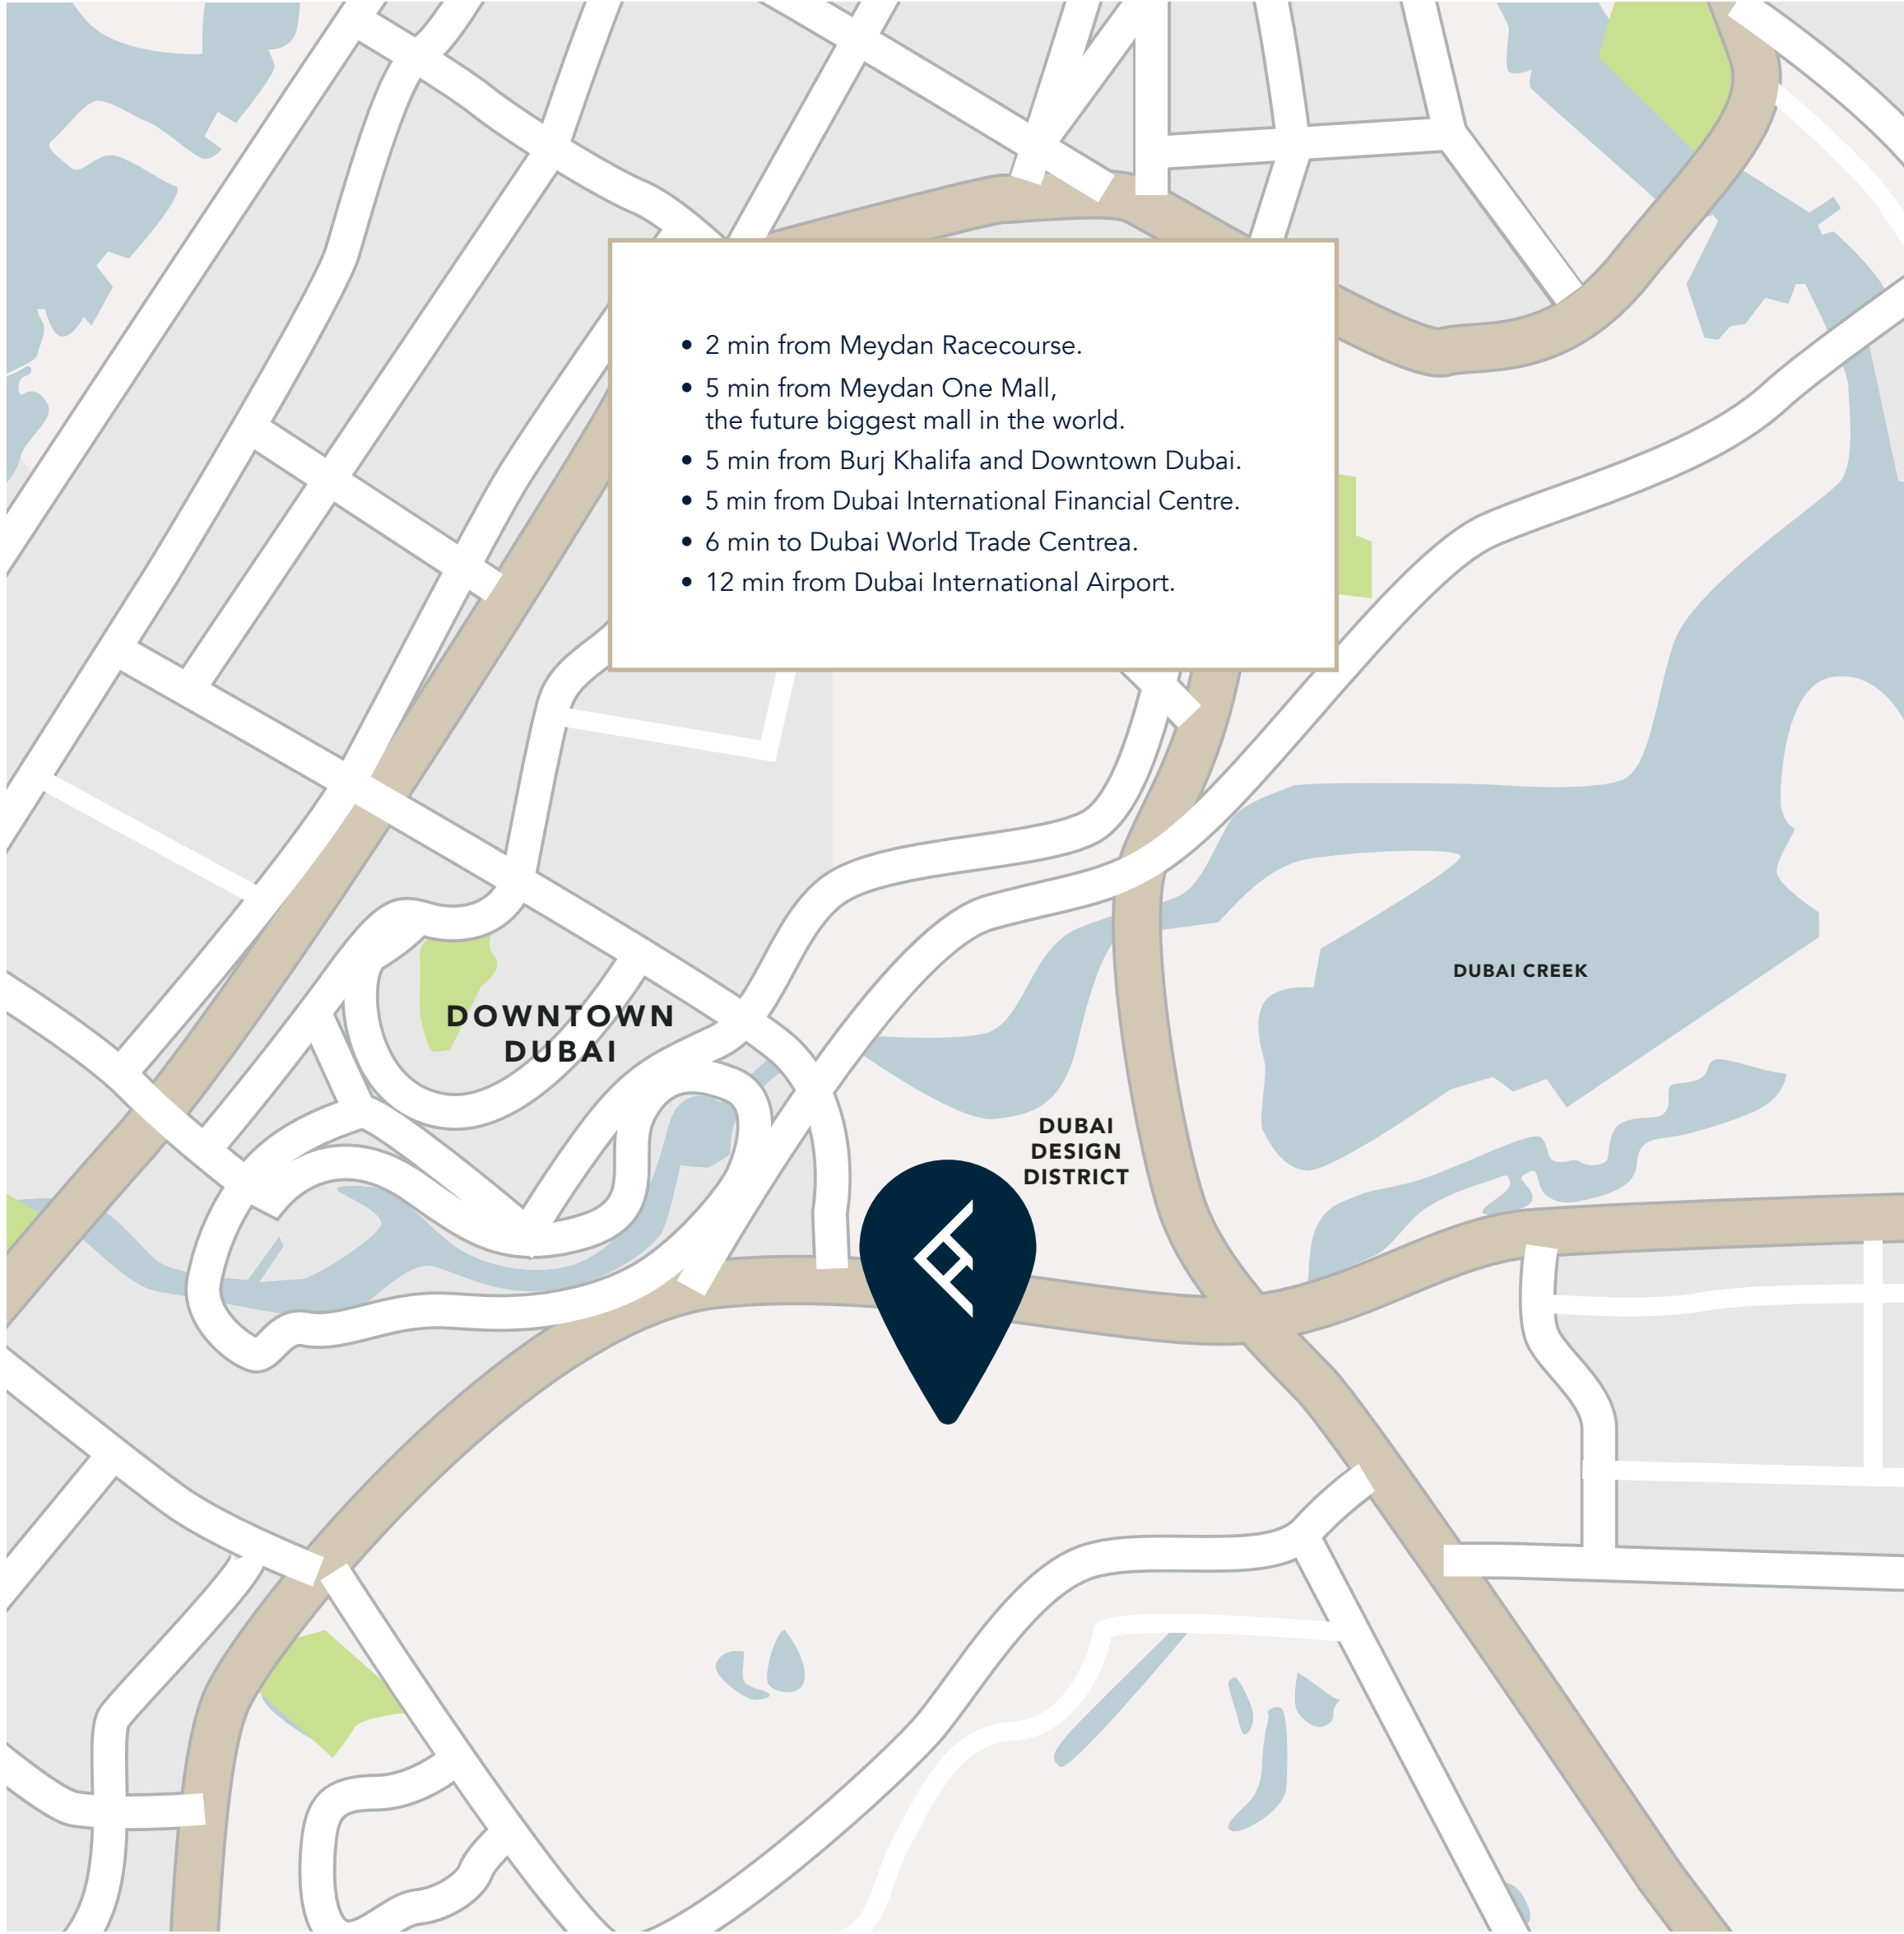 • 2 min from Meydan Racecourse.
• 5 min from Meydan One Mall,
the future biggest mall in the world.
• 5 min from Burj Khalifa and Downtown Dubai.
• 5 min from Dubai International Financial Centre.
• 6 min to Dubai World Trade Centrea.
• 12 min from Dubai International Airport.
DUBAI CREEK
DOWNTOWN
DUBAI
DUBAI
DESIGN
DISTRICT